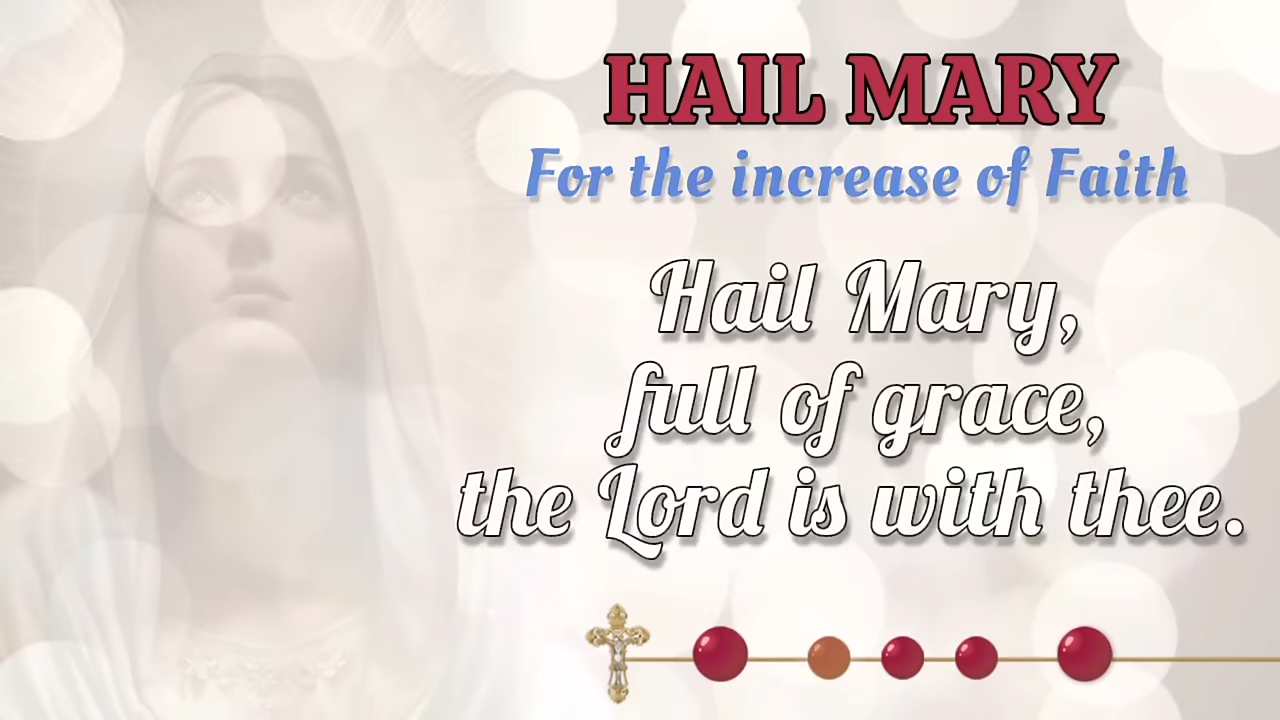 HAIL MARY
For the increase of Faith
Hail Mary,
full of grace,
the Lord is with thee.